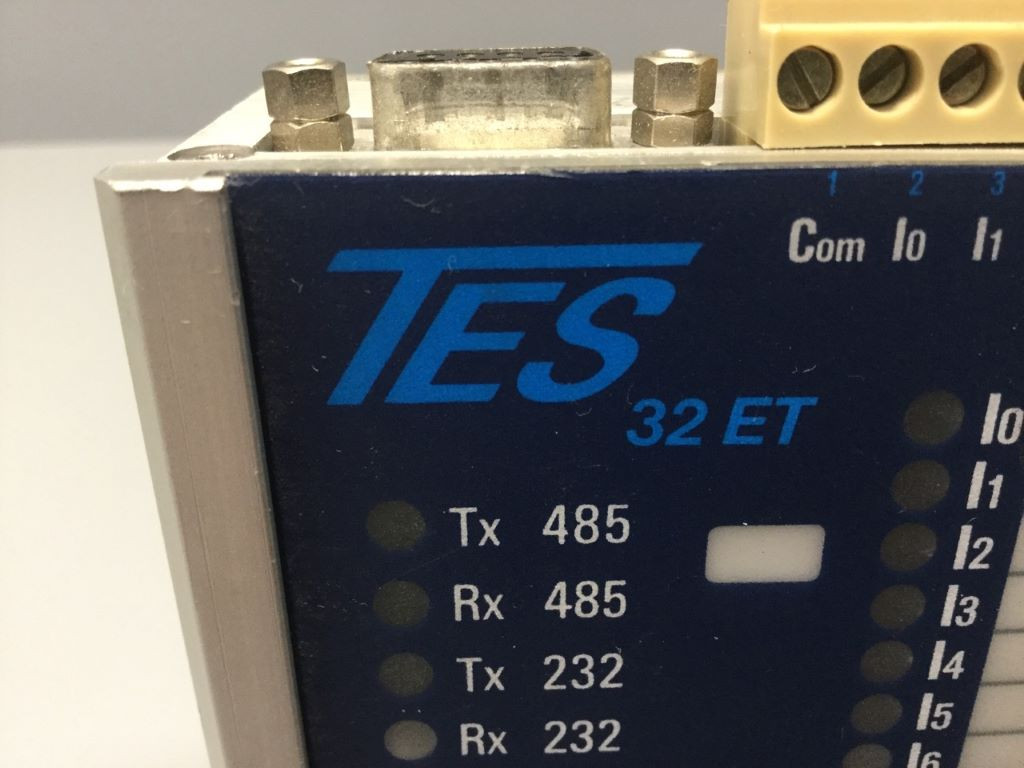 1 2 3
Com I0 I1
TES
32 ET
I0
I1
Tx 485
I2
Rx 485
I3
Tx 232
I4
Rx 232
I5
I6